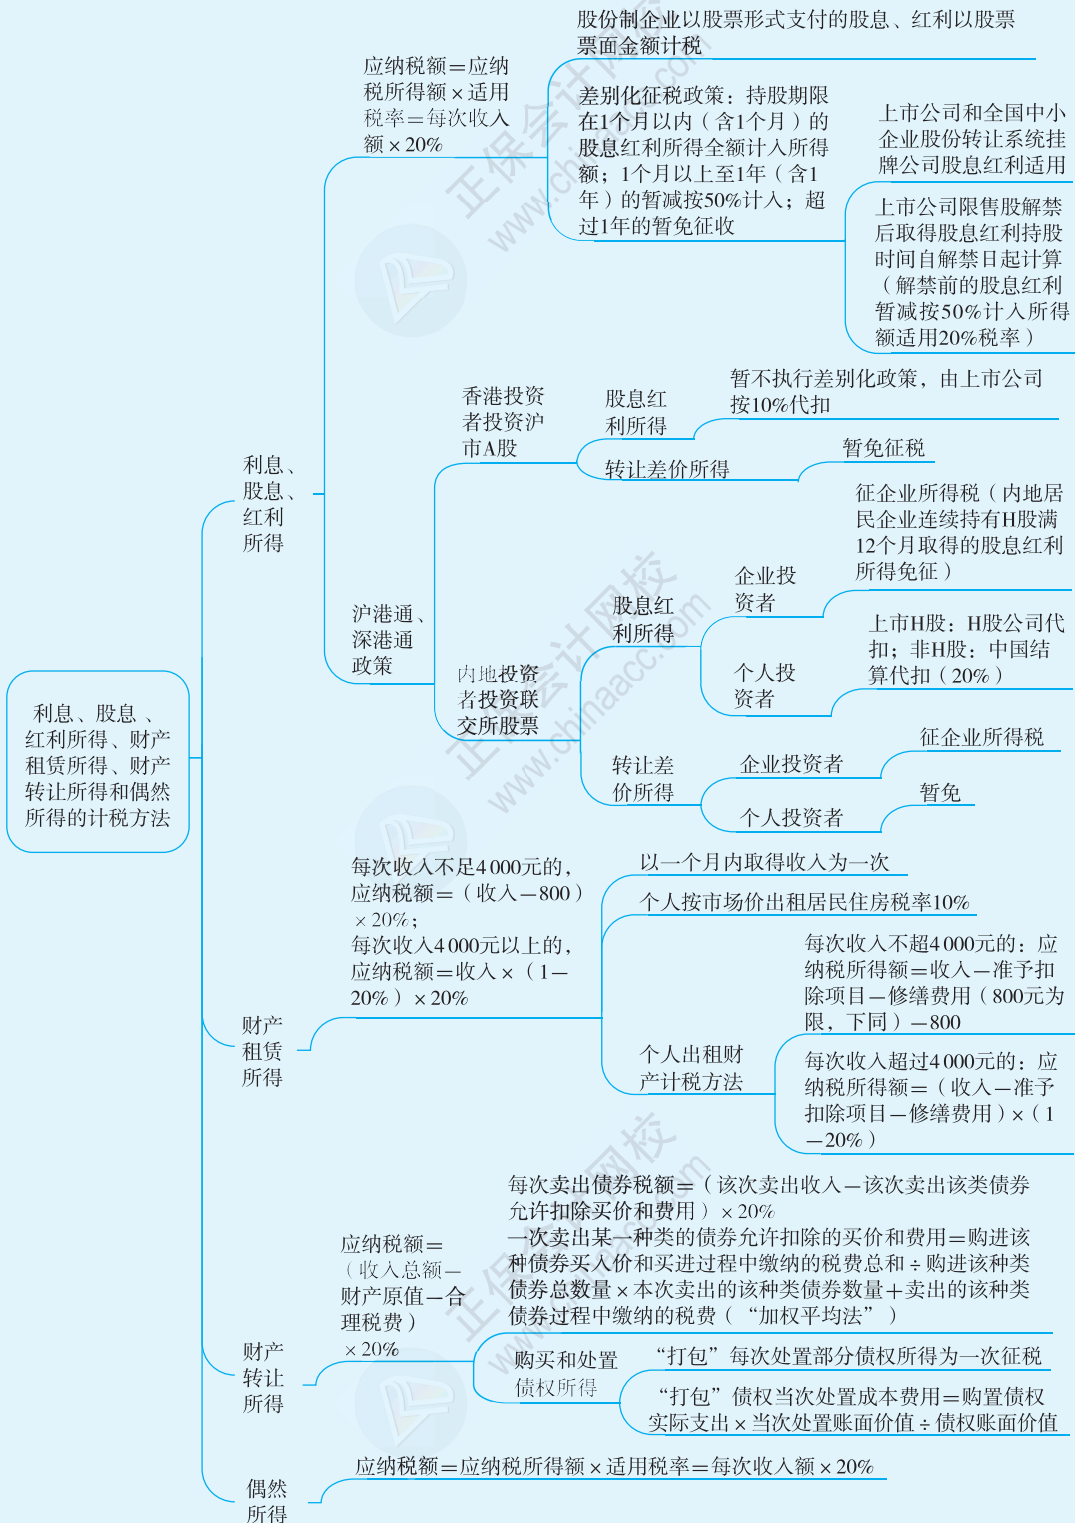 利息、股息 、
红利所得、财产
租赁所得、财产
转让所得和偶然
所得的计税方法
利息、
股息、
红利
所得
应纳税额＝应纳
税所得额×适用
税率＝每次收入
额×20%
股份制企业以股票形式支付的股息、红利以股票
票面金额计税
差别化征税政策：持股期限
在1个月以内（含1个月）的
股息红利所得全额计入所得
额；1个月以上至1年（含1
年）的暂减按50%计入；超
过1年的暂免征收
上市公司和全国中小
企业股份转让系统挂
牌公司股息红利适用
上市公司限售股解禁
后取得股息红利持股
时间自解禁日起计算
（解禁前的股息红利
暂减按50%计入所得
额适用20%税率）
沪港通、
深港通
政策
香港投资
者投资沪
市A股
股息红
利所得
暂不执行差别化政策，由上市公司
按10%代扣
转让差价所得
暂免征税
内地投资
者投资联
交所股票
股息红
利所得
企业投
资者
征企业所得税（内地居
民企业连续持有H股满
12个月取得的股息红利
所得免征）
个人投
资者
上市H股：H股公司代
扣；非H股：中国结
算代扣（20%）
转让差
价所得
企业投资者
征企业所得税
个人投资者
暂免
财产
租赁
所得
每次收入不足4 000元的，
应纳税额＝（收入－800）
×20%；
每次收入4 000元以上的，
应纳税额＝收入×（1－
20%）×20%
以一个月内取得收入为一次
个人按市场价出租居民住房税率10%
个人出租财
产计税方法
每次收入不超4 000元的：应
纳税所得额＝收入－准予扣
除项目－修缮费用（800元为
限，下同）－800
每次收入超过4 000元的：应
纳税所得额＝（收入－准予
扣除项目－修缮费用）×（1
－20%）
财产
转让
所得
应纳税额＝
（收入总额－
财产原值－合
理税费）
×20%
每次卖出债券税额＝（该次卖出收入－该次卖出该类债券
允许扣除买价和费用）×20%
一次卖出某一种类的债券允许扣除的买价和费用＝购进该
种债券买入价和买进过程中缴纳的税费总和÷购进该种类
债券总数量×本次卖出的该种类债券数量＋卖出的该种类
债券过程中缴纳的税费（“加权平均法”）
购买和处置
债权所得
“打包”每次处置部分债权所得为一次征税
“打包”债权当次处置成本费用＝购置债权
实际支出×当次处置账面价值÷债权账面价值
偶然
所得
应纳税额＝应纳税所得额×适用税率＝每次收入额×20%
正保会计网校
www.chinaacc.com
正保会计网校
www.chinaacc.com
正保会计网校
www.chinaacc.com